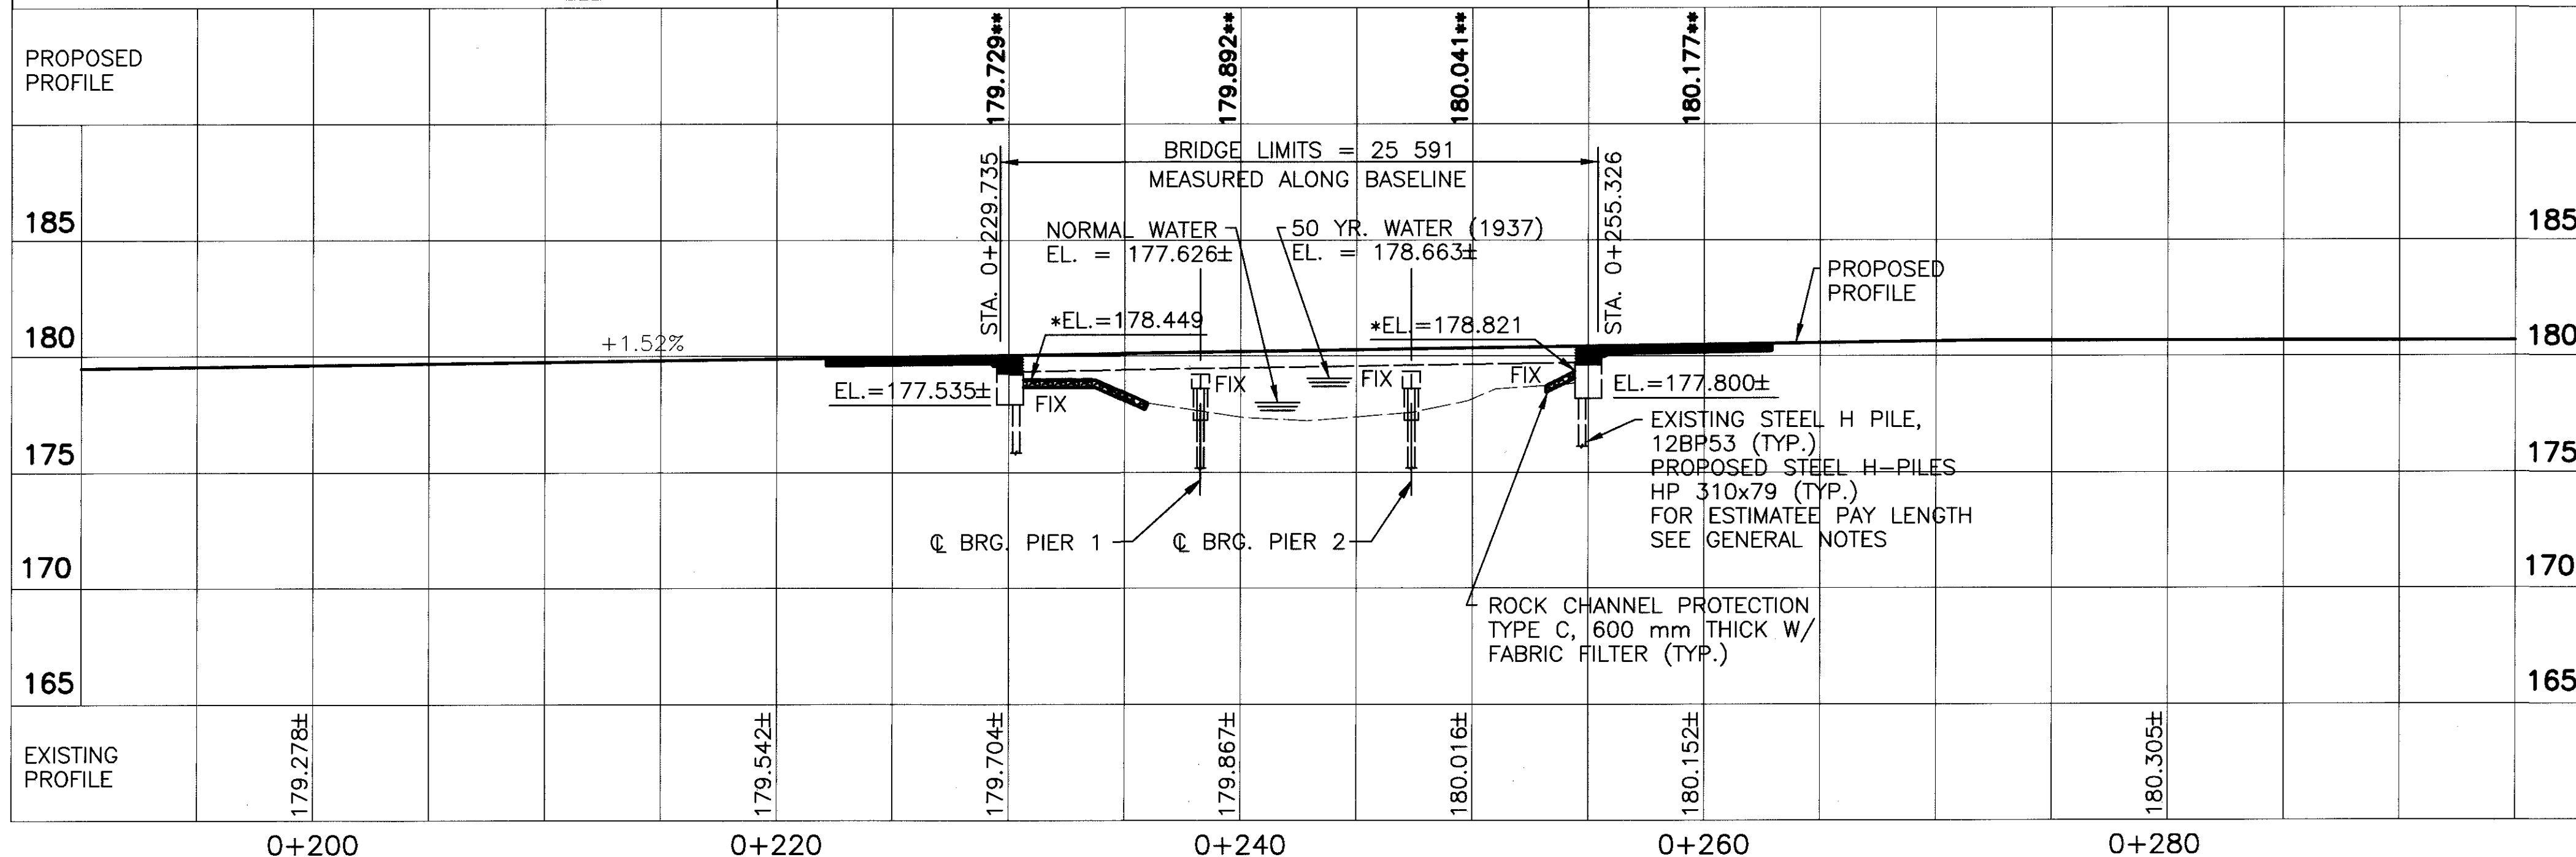 PROPOSED
PROFILE
179.729**
179.892**
180.041**
180.177**
BRIDGE LIMITS = 25 591
MEASURED ALONG BASELINE
STA. 0+229.735
STA. 0+255.326
185
185
NORMAL WATER
EL. = 177.626±
50 YR. WATER (1937)
EL. = 178.663±
PROPOSED
PROFILE
180
180
+1.52%
*EL.=178.449
*EL.=178.821
EL.=177.535±
FIX
FIX
FIX
FIX
EL.=177.800±
175
175
EXISTING STEEL H PILE,
12BP53 (TYP.)
PROPOSED STEEL H-PILES
HP 310x79 (TYP.)
FOR ESTIMATEE PAY LENGTH
SEE GENERAL NOTES
℄ BRG. PIER 1
℄ BRG. PIER 2
170
170
ROCK CHANNEL PROTECTION
TYPE C, 600 mm THICK W/
FABRIC FILTER (TYP.)
165
165
EXISTING
PROFILE
179.278±
179.542±
179.704±
179.867±
180.016±
180.152±
180.305±
0+200
0+220
0+240
0+260
0+280